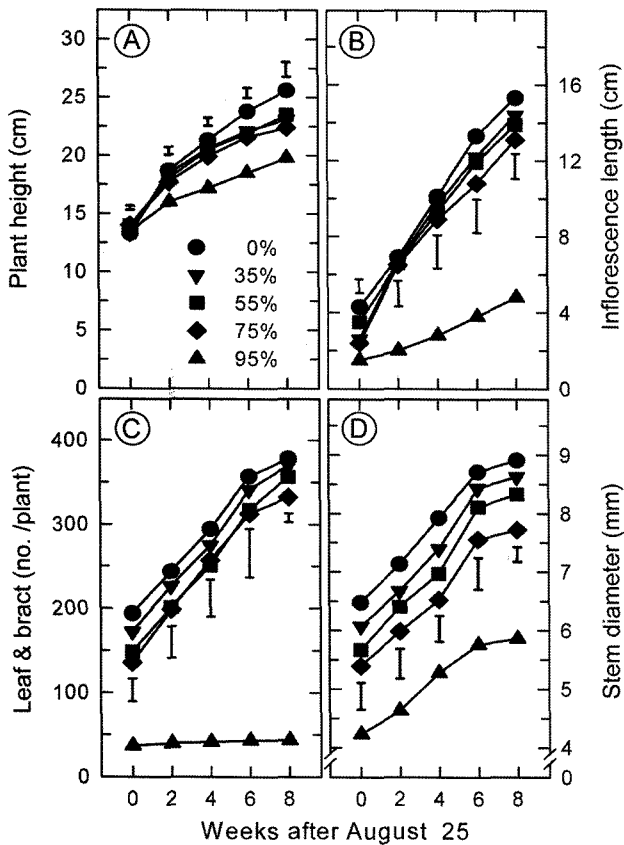 A
B
Plant height (cm)
30
25
20
15
10
5
0
0%
35%
55%
75%
95%
16
12
8
4
0
Inflorescence length (cm)
C
D
Leaf & bract (no. /plant)
400
300
200
100
0
9
8
7
6
5
4
0
Stem diameter (mm)
0 2 4 6 8
0 2 4 6 8
Weeks after August 25